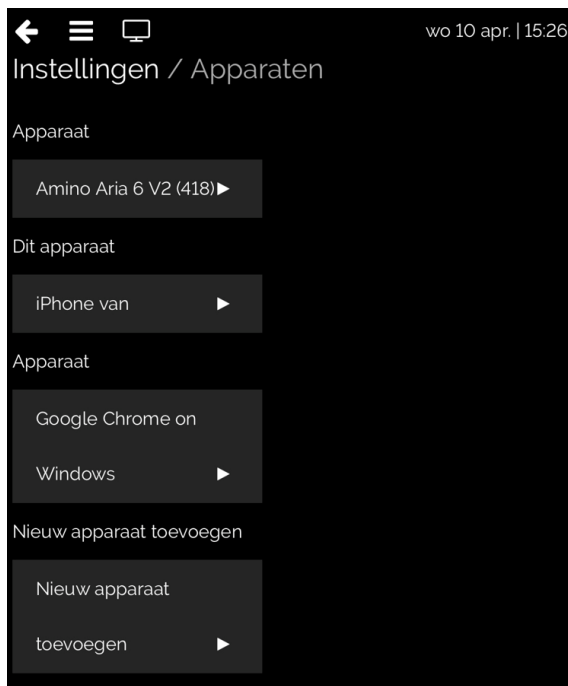 wo 10 apr. | 15:26
Instellingen / Apparaten
Apparaat
Amino Aria 6 V2 (418)
Dit apparaat
iPhone van
Apparaat
Google Chrome on
Windows
Nieuw apparaat toevoegen
Nieuw apparaat
toevoegen